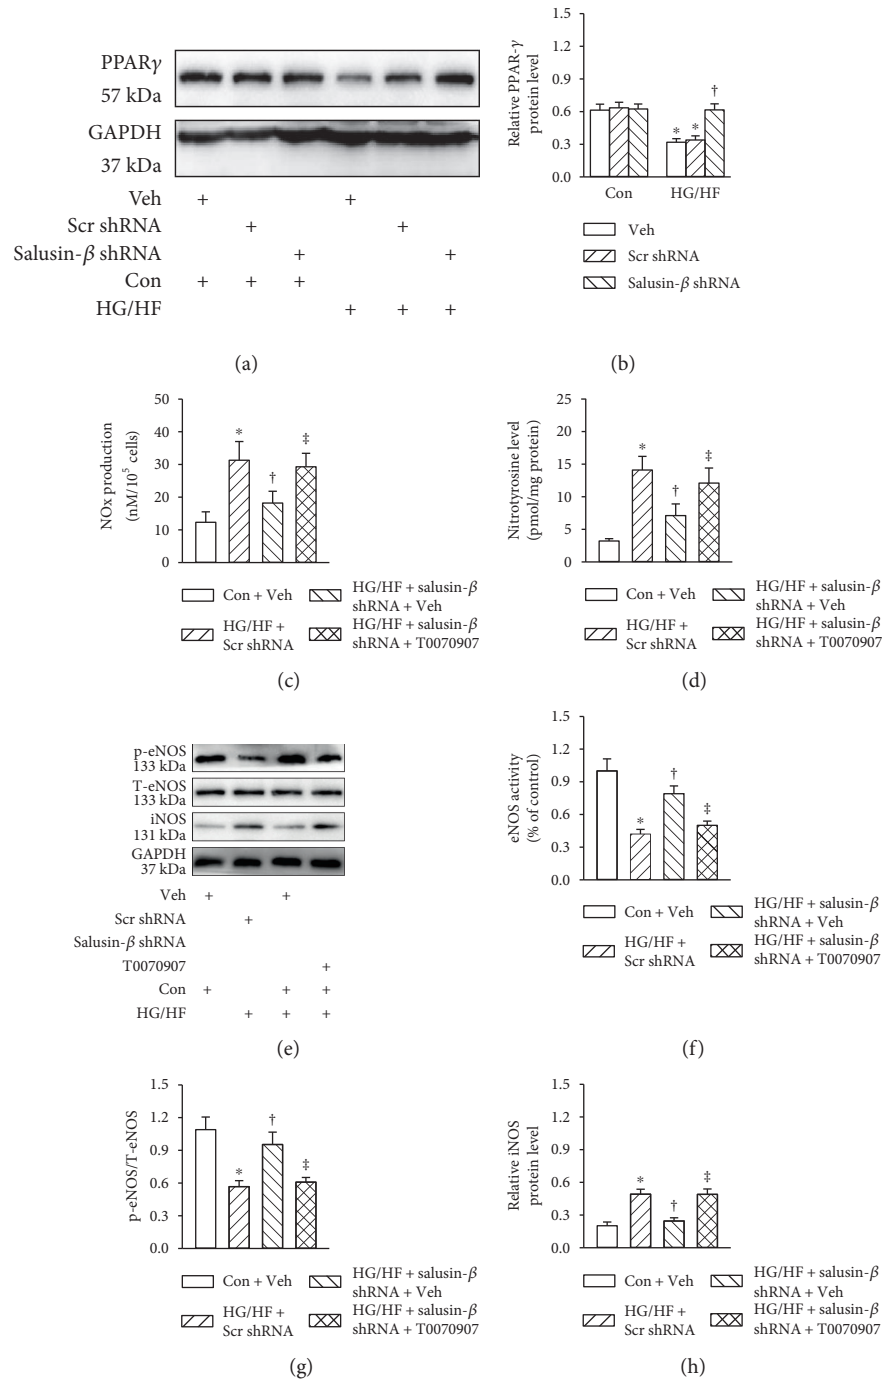 PPARγ
57 kDa
GAPDH
37 kDa
Veh + +
Scr shRNA + +
Salusin-β shRNA + +
Con + + +
HG/HF + + +
(a)
Relative PPAR-γ
protein level
1.5
1.2
0.9
0.6
0.3
0.0
* * †
Con HG/HF
Veh
Scr shRNA
Salusin-β shRNA
(b)
NOx production
(nM/10⁵ cells)
50
40
30
20
10
0
* † ‡
Con + Veh
HG/HF +
Scr shRNA
HG/HF + salusin-β
shRNA + Veh
HG/HF + salusin-β
shRNA + T0070907
(c)
Nitrotyrosine level
(pmol/mg protein)
25
20
15
10
5
0
* † ‡
Con + Veh
HG/HF +
Scr shRNA
HG/HF + salusin-β
shRNA + Veh
HG/HF + salusin-β
shRNA + T0070907
(d)
p-eNOS
133 kDa
T-eNOS
133 kDa
iNOS
131 kDa
GAPDH
37 kDa
Veh + +
Scr shRNA +
Salusin-β shRNA
T0070907 +
Con + + +
HG/HF + + +
(e)
eNOS activity
(% of control)
1.5
1.2
0.9
0.6
0.3
0.0
* † ‡
Con + Veh
HG/HF +
Scr shRNA
HG/HF + salusin-β
shRNA + Veh
HG/HF + salusin-β
shRNA + T0070907
(f)
p-eNOS/T-eNOS
1.5
1.2
0.9
0.6
0.3
0.0
* † ‡
Con + Veh
HG/HF +
Scr shRNA
HG/HF + salusin-β
shRNA + Veh
HG/HF + salusin-β
shRNA + T0070907
(g)
Relative iNOS
protein level
1.5
1.2
0.9
0.6
0.3
0.0
* † ‡
Con + Veh
HG/HF +
Scr shRNA
HG/HF + salusin-β
shRNA + Veh
HG/HF + salusin-β
shRNA + T0070907
(h)